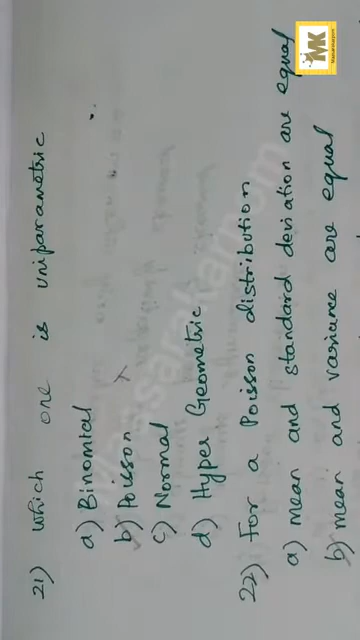 21) which one is uniparametric
a) Binomial
b) Poisson
c) Normal
d) Hyper Geometric
22) For a Poisson distribution
a) mean and standard deviation are equal
b) mean and variance are equal
MK